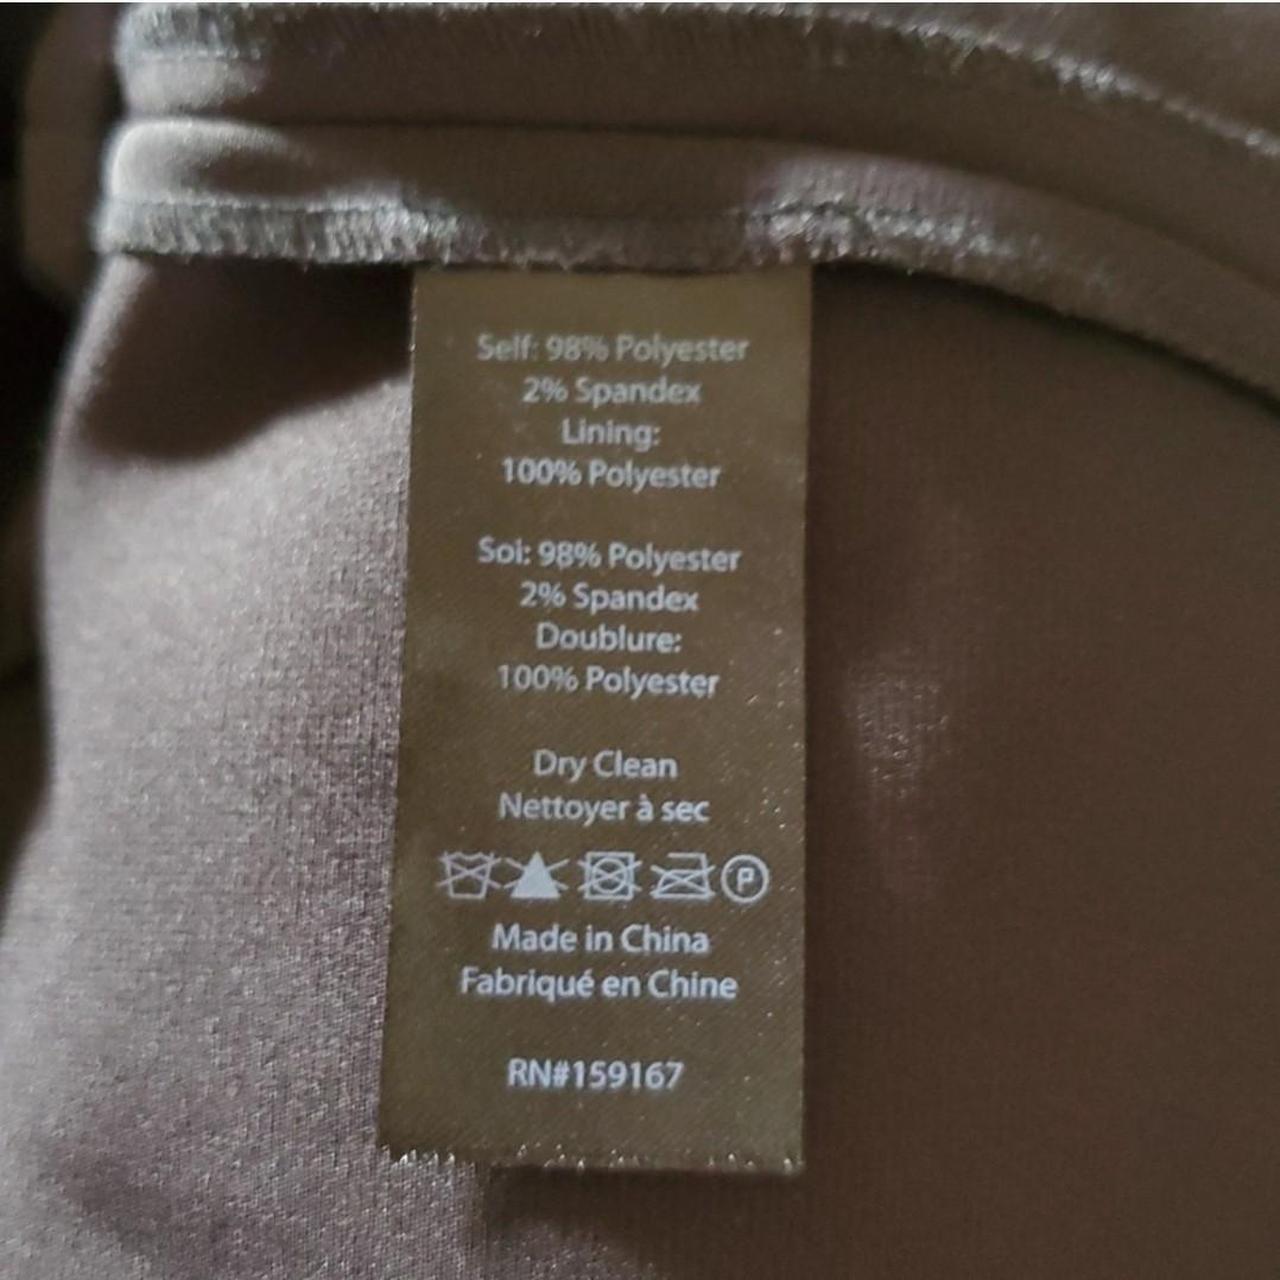 Self: 98% Polyester
2% Spandex
Lining:
100% Polyester
Soi: 98% Polyester
2% Spandex
Doublure:
100% Polyester
Dry Clean
Nettoyer à sec
P
Made in China
Fabriqué en Chine
RN#159167